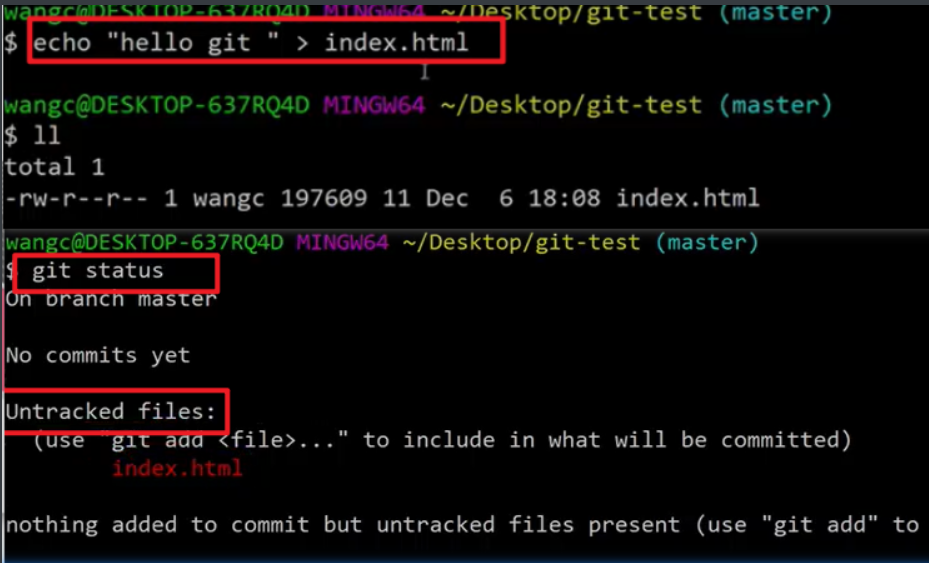 wangc@DESKTOP-637RQ4D MINGW64 ~/Desktop/git-test (master)
$ echo "hello git " > index.html
wangc@DESKTOP-637RQ4D MINGW64 ~/Desktop/git-test (master)
$ ll
total 1
-rw-r--r-- 1 wangc 197609 11 Dec  6 18:08 index.html
wangc@DESKTOP-637RQ4D MINGW64 ~/Desktop/git-test (master)
$ git status
On branch master
No commits yet
Untracked files:
(use "git add <file>..." to include in what will be committed)
index.html
nothing added to commit but untracked files present (use "git add" to